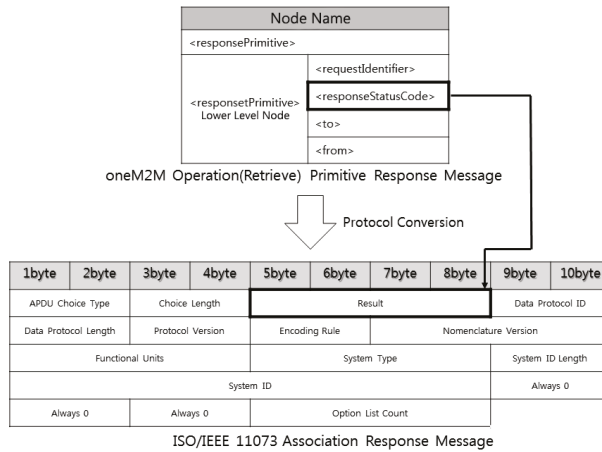 Node Name
<responsePrimitive>
<responsetPrimitive>
Lower Level Node
<requestIdentifier>
<responseStatusCode>
<to>
<from>
oneM2M Operation(Retrieve) Primitive Response Message
Protocol Conversion
1byte 2byte 3byte 4byte 5byte 6byte 7byte 8byte 9byte 10byte
APDU Choice Type Choice Length Result Data Protocol ID
Data Protocol Length Protocol Version Encoding Rule Nomenclature Version
Functional Units System Type System ID Length
System ID Always 0
Always 0 Always 0 Option List Count
ISO/IEEE 11073 Association Response Message